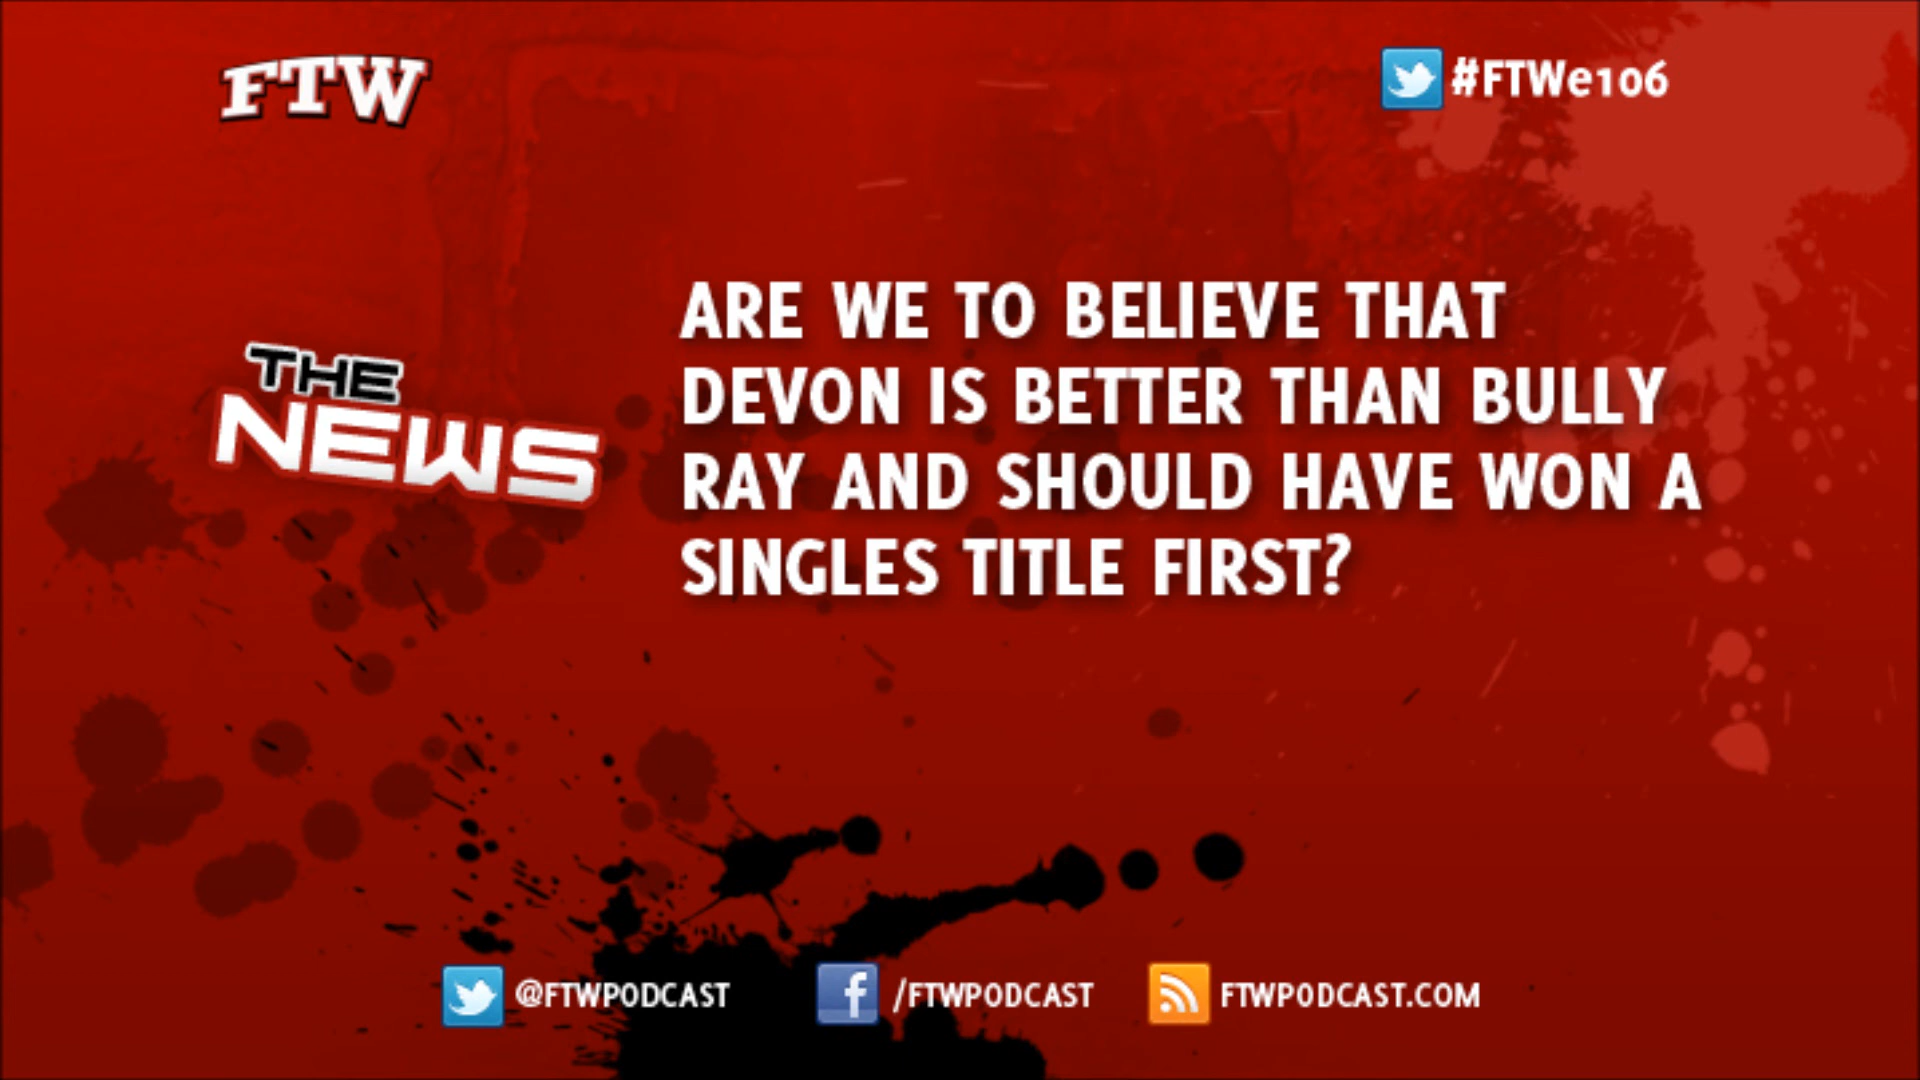 FTW
#FTWe106
THE
NEWS
ARE WE TO BELIEVE THAT
DEVON IS BETTER THAN BULLY
RAY AND SHOULD HAVE WON A
SINGLES TITLE FIRST?
@FTWPODCAST
/FTWPODCAST
FTWPODCAST.COM